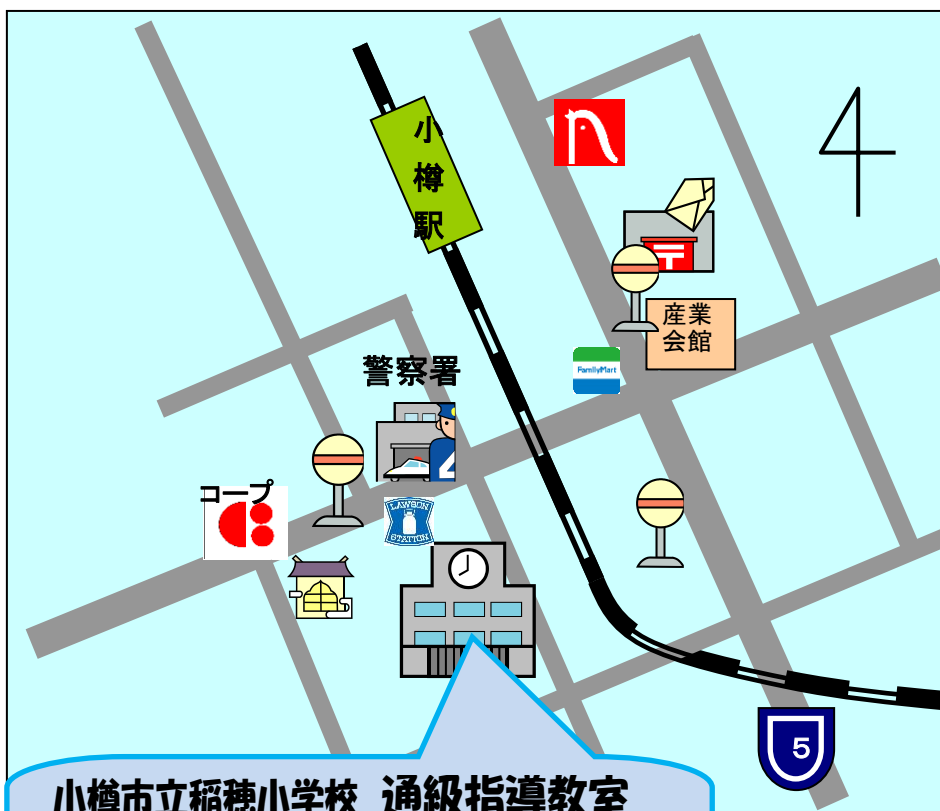 小樽駅
〒
産業
会館
FamilyMart
警察署
コープ
LAWSON
STATION
5
小樽市立稲穂小学校 通級指導教室